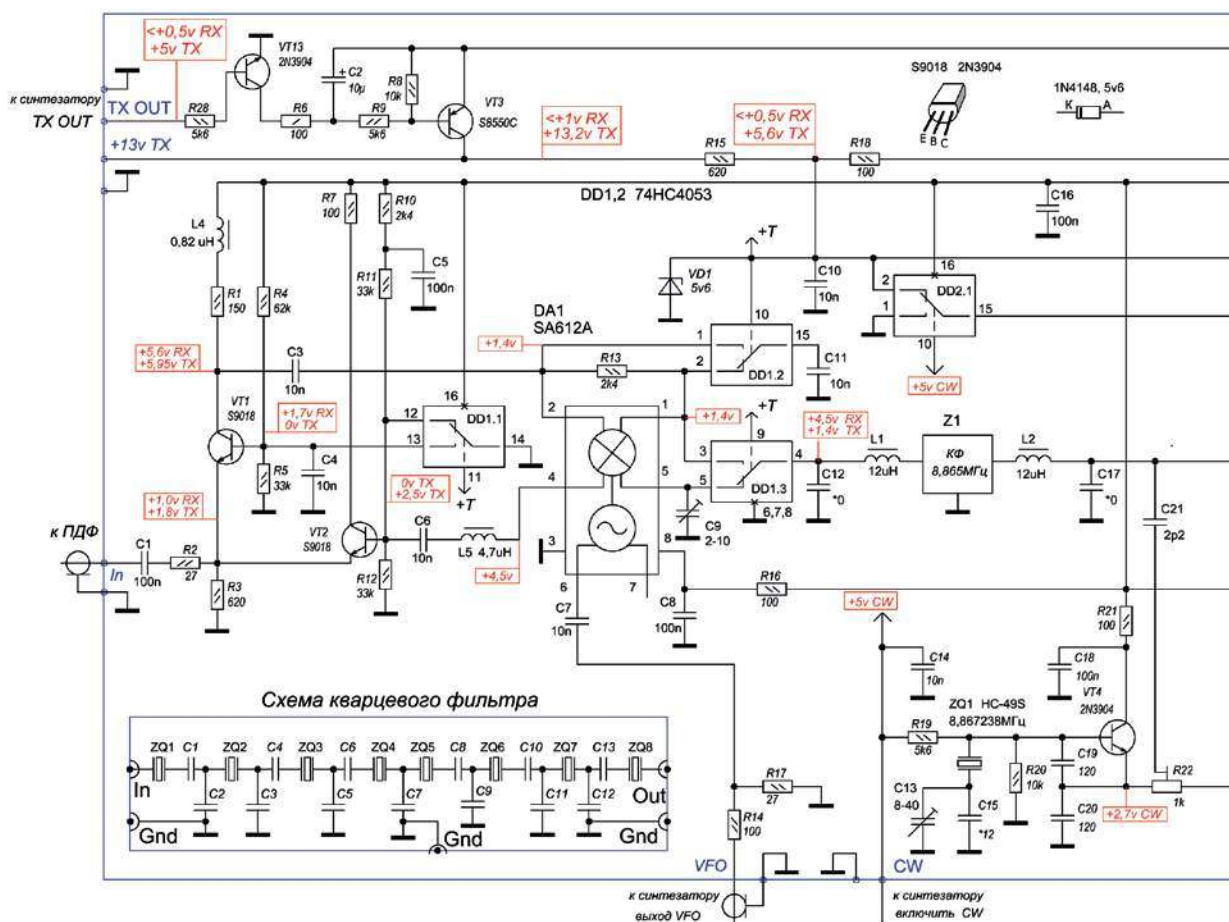 <+0,5v RX
+5v TX
VT13
2N3904
C2
10µ
R8
10k
VT3
S8550C
к синтезатору
TX OUT
TX OUT
R28
5k6
R6
100
R9
5k6
+13v TX
<+1v RX
+13,2v TX
<+0,5v RX
+5,6v TX
S9018 2N3904
E B C
1N4148, 5v6
K A
R15
620
R18
100
DD1,2 74HC4053
C16
100n
L4
0,82 uH
R7
100
R10
2k4
C5
100n
R11
33k
R1
150
R4
62k
+T
VD1
5v6
C10
10n
16
2
1
DD2.1
15
10
+5v CW
DA1
SA612A
10
1
2
15
DD1.2
C11
10n
+1,4v
R13
2k4
+5,6v RX
+5,95v TX
C3
10n
VT1
S9018
+1,7v RX
0v TX
16
12
13
DD1.1
14
11
+T
2
1
+1,4v
+T
9
3
5
4
DD1.3
6,7,8
+4,5v RX
+1,4v TX
L1
12uH
Z1
КФ
8,865МГц
L2
12uH
C12
*0
C17
*0
C21
2p2
R5
33k
C4
10n
0v TX
+2,5v TX
4
5
C9
2-10
+1,0v RX
+1,8v TX
VT2
S9018
C6
10n
L5 4,7uH
+4,5v
3
8
6
7
к ПДФ
In
C1
100n
R2
27
R3
620
R12
33k
C7
10n
C8
100n
R16
100
+5v CW
R21
100
C14
10n
C18
100n
VT4
2N3904
ZQ1 HC-49S
8,867238МГц
R19
5k6
C13
8-40
C15
*12
R20
10k
C19
120
C20
120
R22
1k
+2,7v CW
Схема кварцевого фильтра
ZQ1 C1 ZQ2 C4 ZQ3 C6 ZQ4 ZQ5 C8 ZQ6 C10 ZQ7 C13 ZQ8
In
C2 C3 C5 C7 C9 C11 C12
Out
Gnd Gnd Gnd
R17
27
R14
100
VFO
CW
к синтезатору
выход VFO
к синтезатору
включить CW